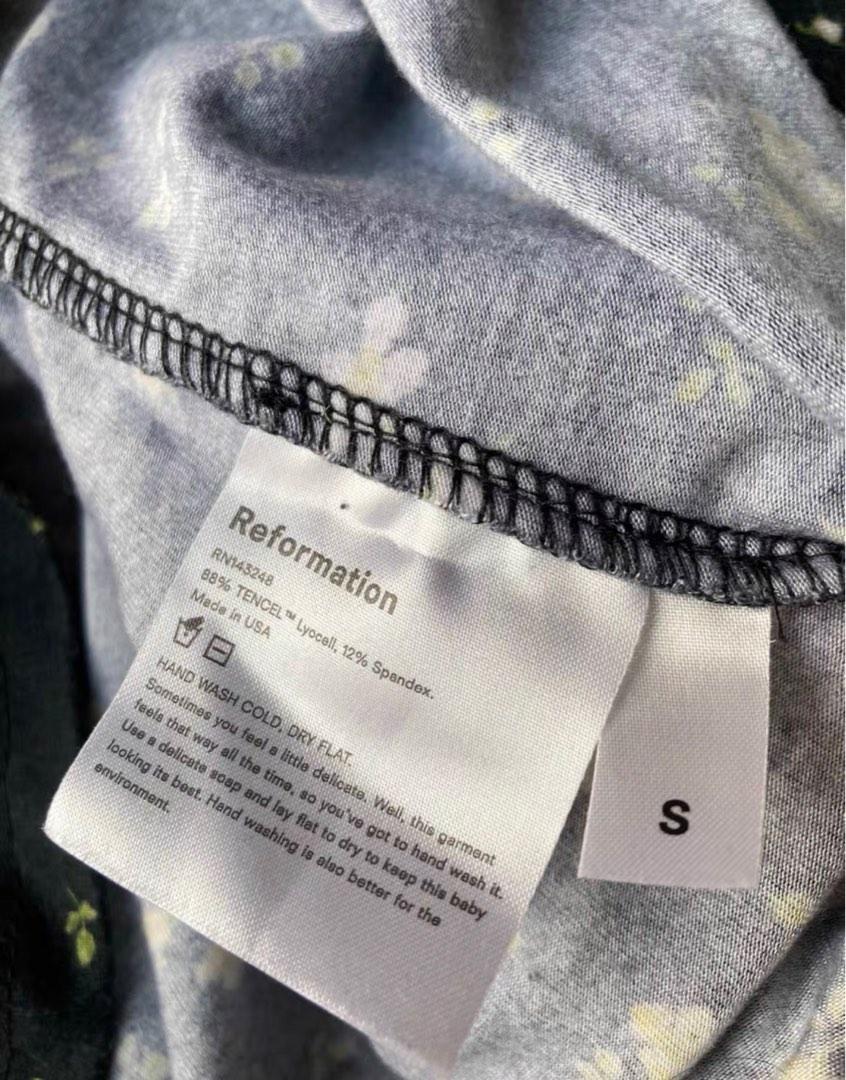 Reformation
RN143248
88% TENCEL™ Lyocell, 12% Spandex.
Made in USA
HAND WASH COLD, DRY FLAT.
Sometimes you feel a little delicate. Well, this garment
feels that way all the time, so you've got to hand wash it.
Use a delicate soap and lay flat to dry to keep this baby
looking its best. Hand washing is also better for the
environment.
S